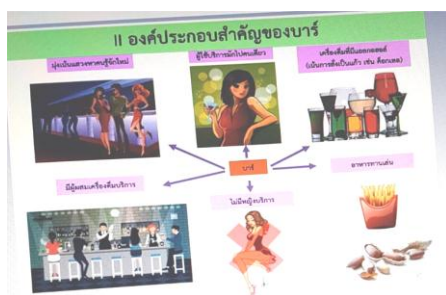 ॥ องค์ประกอบสำคัญของบาร์
มุ่งเน้นแสวงหาคนรู้จักใหม่
ผู้ใช้บริการมักไปคนเดียว
เครื่องดื่มที่มีแอลกอฮอล์
(เน้นการสั่งเป็นแก้ว เช่น ค็อกเทล)
บาร์
มีผู้ผสมเครื่องดื่มบริการ
ไม่มีหญิงบริการ
อาหารทานเล่น